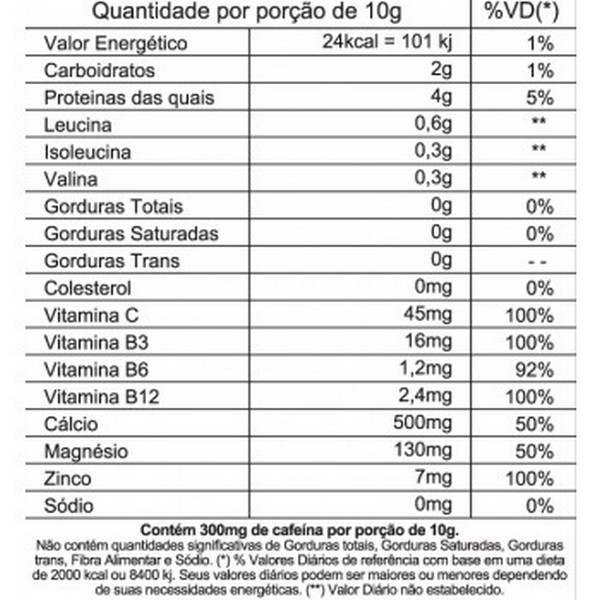 Quantidade por porção de 10g %VD(*)
Valor Energético 24kcal = 101 kj 1%
Carboidratos 2g 1%
Proteinas das quais 4g 5%
Leucina 0,6g **
Isoleucina 0,3g **
Valina 0,3g **
Gorduras Totais 0g 0%
Gorduras Saturadas 0g 0%
Gorduras Trans 0g - -
Colesterol 0mg 0%
Vitamina C 45mg 100%
Vitamina B3 16mg 100%
Vitamina B6 1,2mg 92%
Vitamina B12 2,4mg 100%
Cálcio 500mg 50%
Magnésio 130mg 50%
Zinco 7mg 100%
Sódio 0mg 0%
Contém 300mg de cafeína por porção de 10g.
Não contém quantidades significativas de Gorduras totais, Gorduras Saturadas, Gorduras
trans, Fibra Alimentar e Sódio. (*) % Valores Diários de referência com base em uma dieta
de 2000 kcal ou 8400 kj. Seus valores diários podem ser maiores ou menores dependendo
de suas necessidades energéticas. (**) Valor Diário não estabelecido.